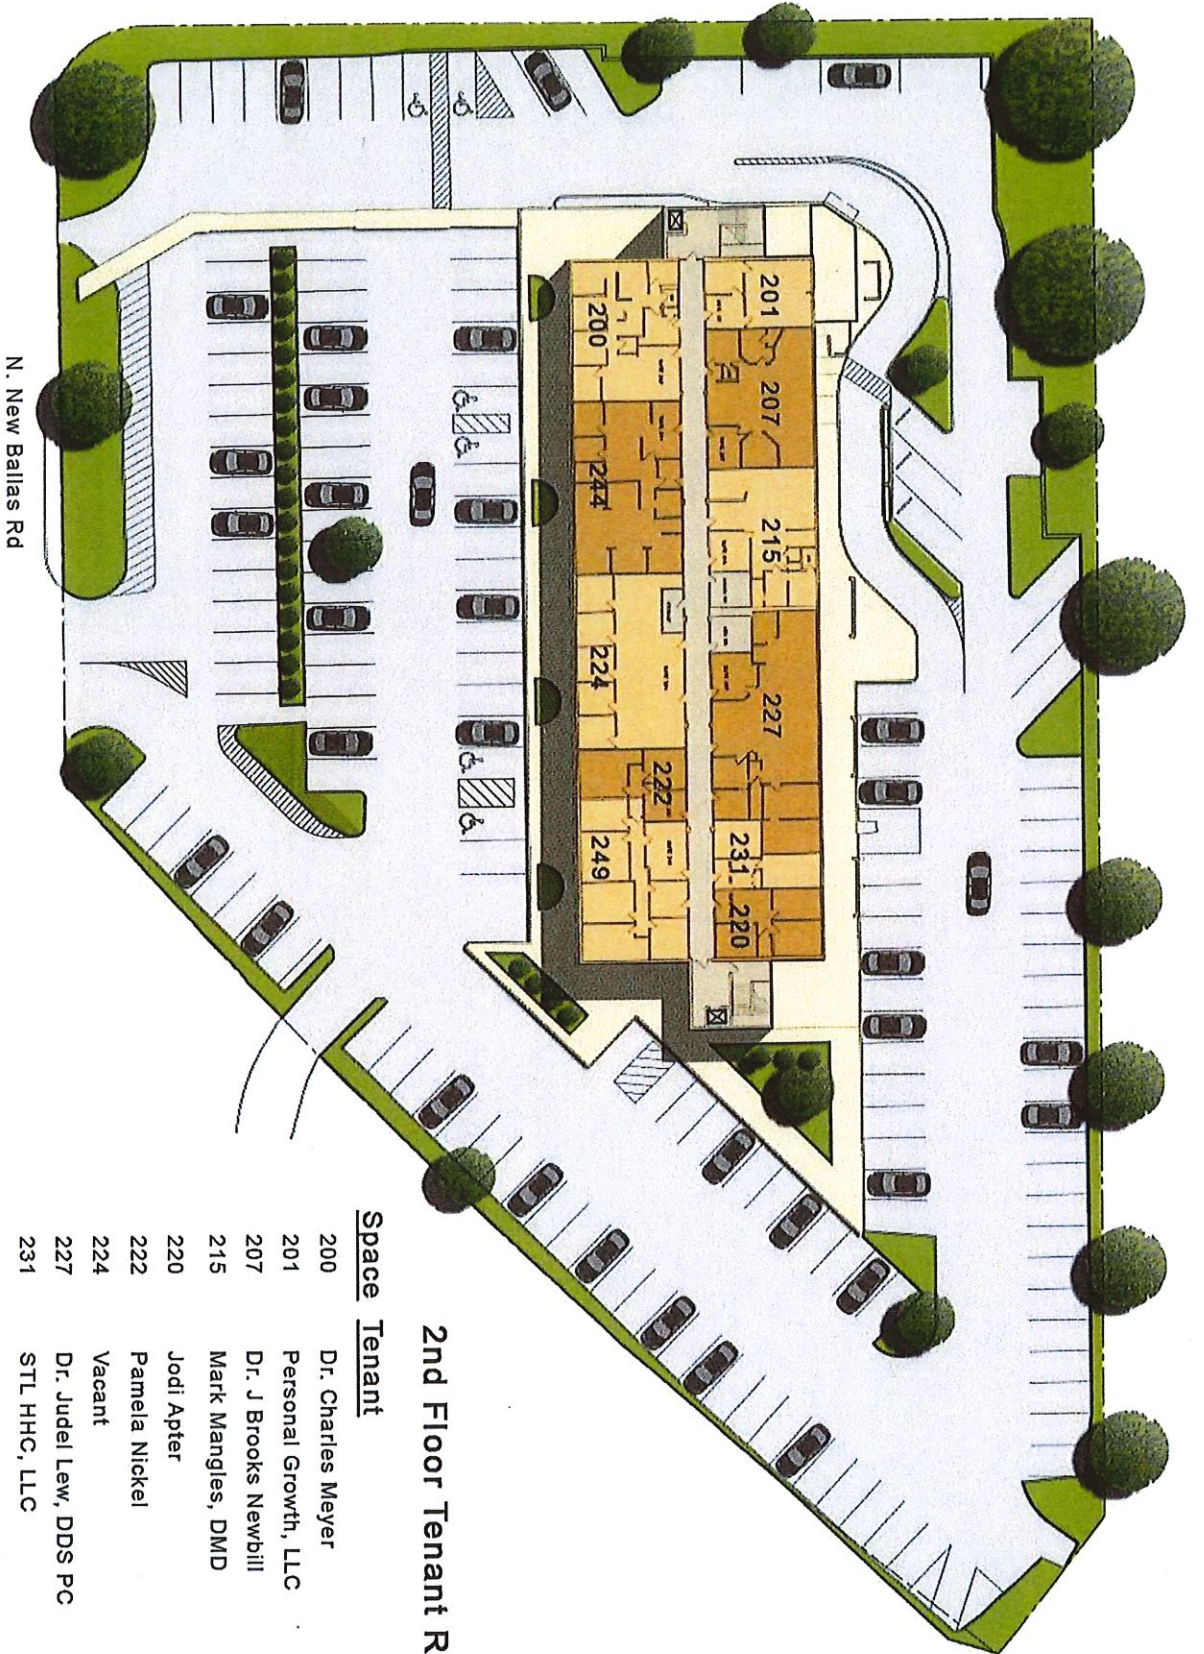 201
207
215
227
231
220
200
244
224
222
249
N. New Ballas Rd
2nd Floor Tenant R
Space Tenant
200 Dr. Charles Meyer
201 Personal Growth, LLC
207 Dr. J Brooks Newbill
215 Mark Mangles, DMD
220 Jodi Apter
222 Pamela Nickel
224 Vacant
227 Dr. Judel Lew, DDS PC
231 STL HHC, LLC